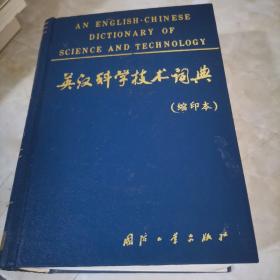 AN ENGLISH-CHINESE
DICTIONARY OF
SCIENCE AND TECHNOLOGY
英汉科学技术词典
(缩印本)
国防工业出版社